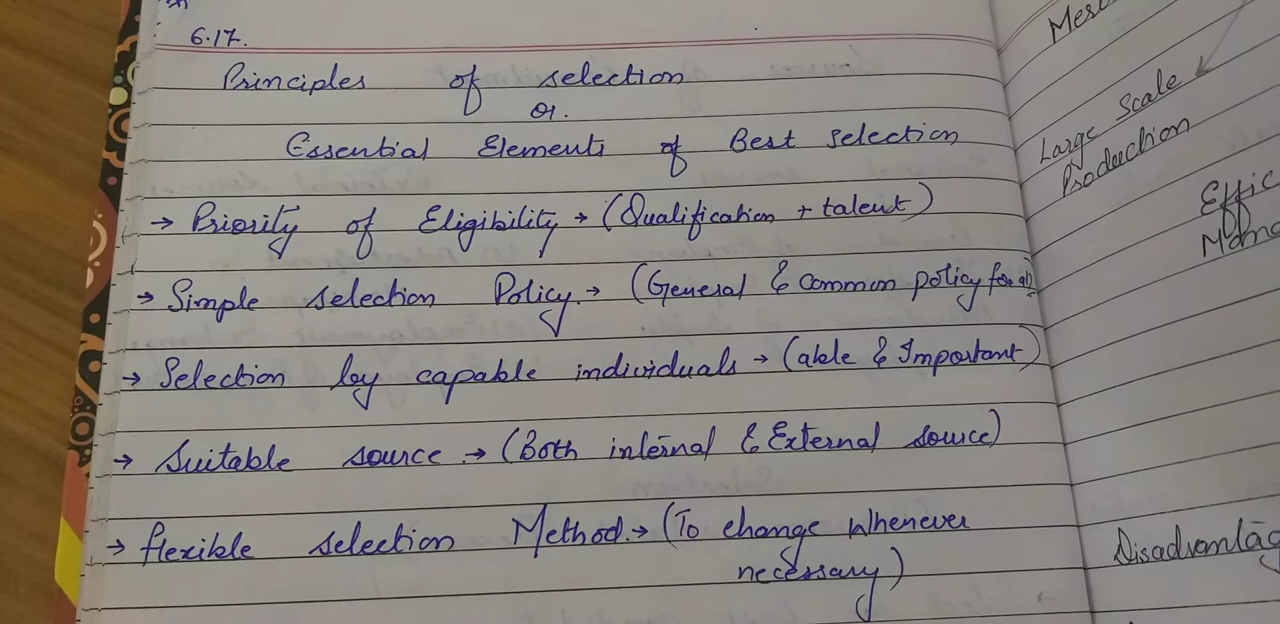 6.17.
Principles of selection
or.
Essential Elements of Best selection
→ Priority of Eligibility → (Qualification + talent)
→ Simple selection Policy. → (General & common policy for all)
→ Selection by capable individuals → (able & Important)
→ Suitable source → (Both internal & External source)
→ flexible selection Method. → (To change whenever
necessary)
Large Scale
Production
Disadvantag